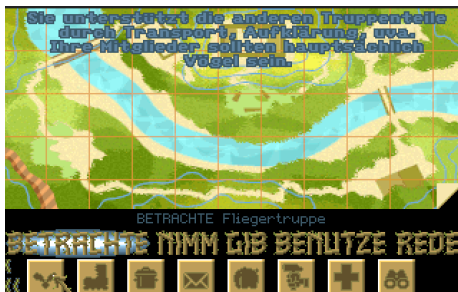 Sie unterstützt die anderen Truppenteile
durch Transport, Aufklärung, uva.
Ihre Mitglieder sollten hauptsächlich
Vögel sein.
BETRACHTE Fliegertruppe
BETRACHTE NIMM GIB BENUTZE REDE